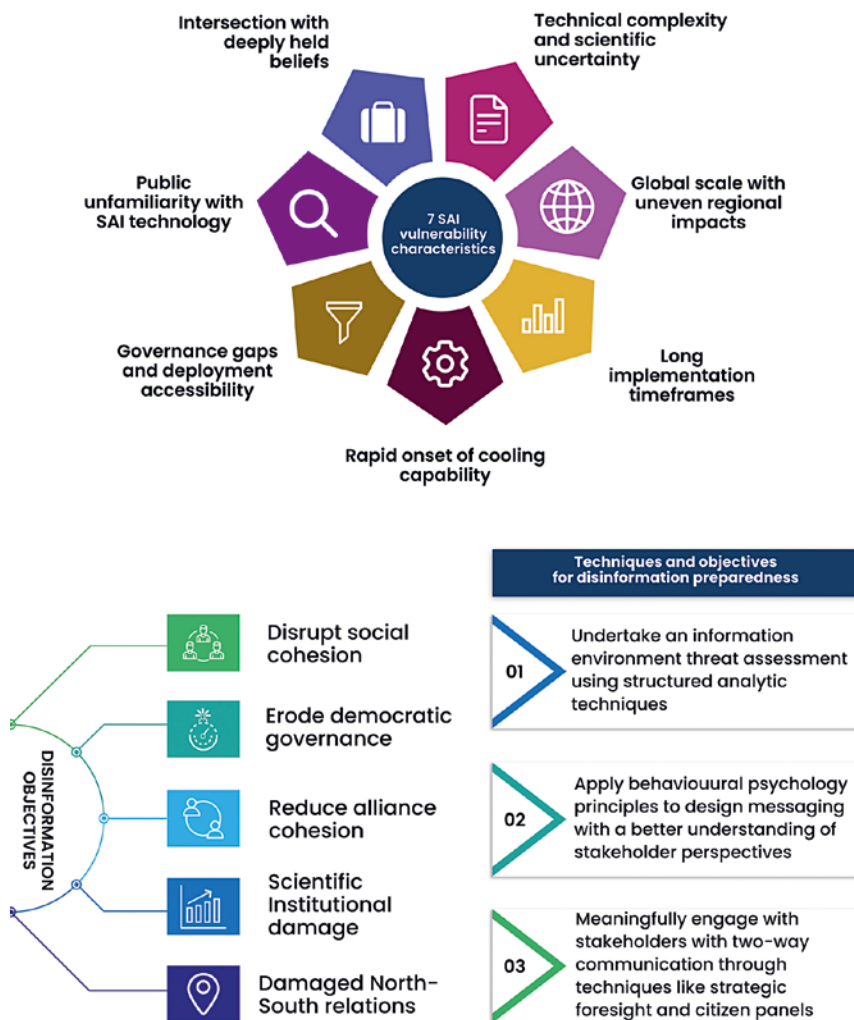 Intersection with
deeply held
beliefs
Technical complexity
and scientific
uncertainty
Public
unfamiliarity with
SAI technology
7 SAI
vulnerability
characteristics
Global scale with
uneven regional
impacts
Governance gaps
and deployment
accessibility
Long
implementation
timeframes
Rapid onset of cooling
capability
DISINFORMATION
OBJECTIVES
Disrupt social
cohesion
Erode democratic
governance
Reduce alliance
cohesion
Scientific
Institutional
damage
Damaged North-
South relations
Techniques and objectives
for disinformation preparedness
01
Undertake an information
environment threat assessment
using structured analytic
techniques
02
Apply behaviouural psychology
principles to design messaging
with a better understanding of
stakeholder perspectives
03
Meaningfully engage with
stakeholders with two-way
communication through
techniques like strategic
foresight and citizen panels